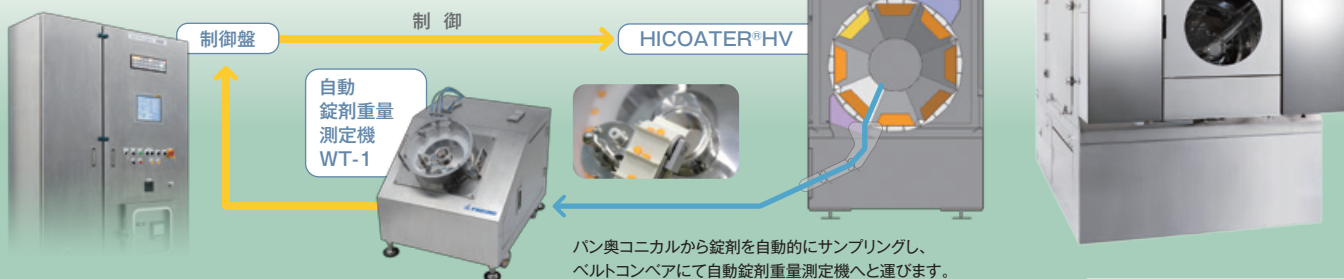 制御
制御盤
HICOATER®HV
自動
錠剤重量
測定機
WT-1
パン奥コニカルから錠剤を自動的にサンプリングし、
ベルトコンベアにて自動錠剤重量測定機へと運びます。